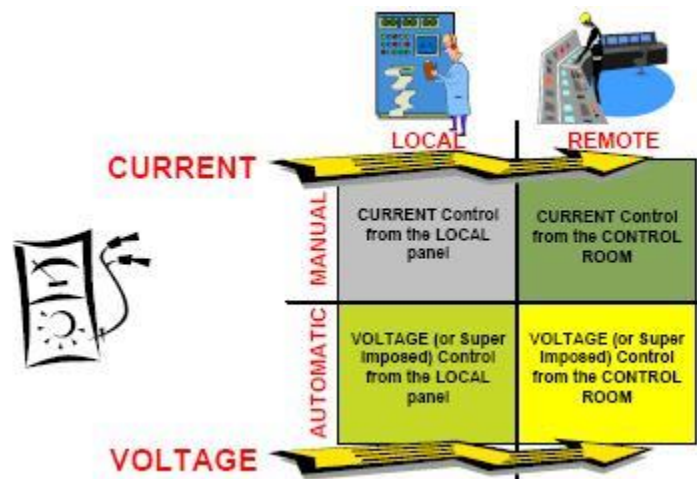 LOCAL
REMOTE
CURRENT
MANUAL
CURRENT Control
from the LOCAL
panel
CURRENT Control
from the CONTROL
ROOM
AUTOMATIC
VOLTAGE (or Super
Imposed) Control
from the LOCAL
panel
VOLTAGE (or Super
Imposed) Control
from the CONTROL
ROOM
VOLTAGE